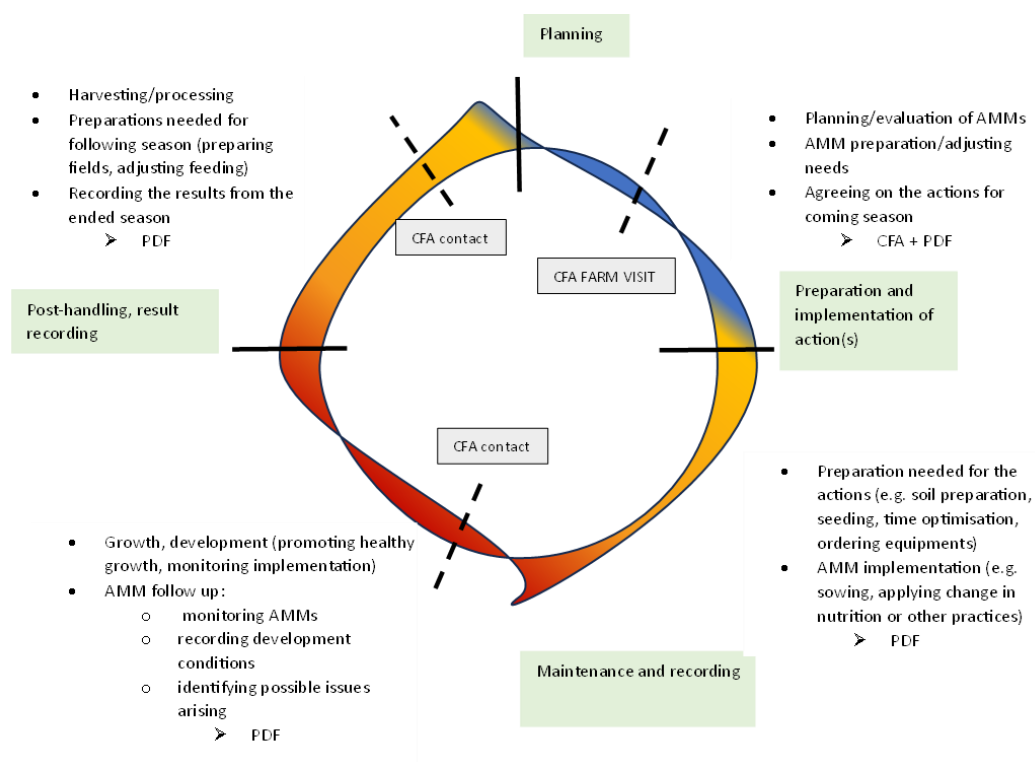 Planning
• Harvesting/processing
• Preparations needed for
following season (preparing
fields, adjusting feeding)
• Recording the results from the
ended season
➢ PDF
• Planning/evaluation of AMMs
• AMM preparation/adjusting
needs
• Agreeing on the actions for
coming season
➢ CFA + PDF
CFA contact
CFA FARM VISIT
Post-handling, result
recording
Preparation and
implementation of
action(s)
CFA contact
• Preparation needed for the
actions (e.g. soil preparation,
seeding, time optimisation,
ordering equipments)
• AMM implementation (e.g.
sowing, applying change in
nutrition or other practices)
➢ PDF
• Growth, development (promoting healthy
growth, monitoring implementation)
• AMM follow up:
o monitoring AMMs
o recording development
conditions
o identifying possible issues
arising
➢ PDF
Maintenance and recording